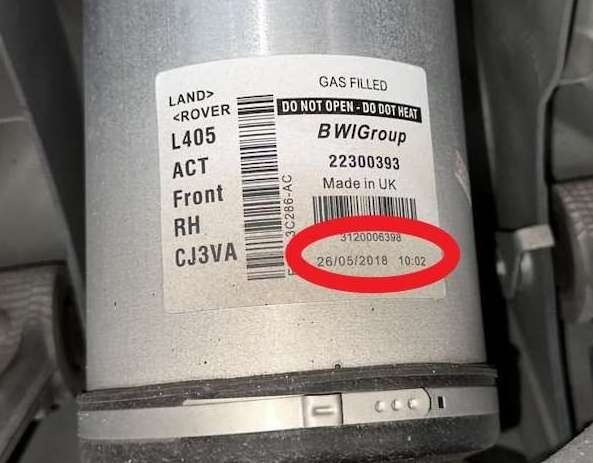 LAND>
<ROVER
L405
ACT
Front
RH
CJ3VA
3C286-AC
GAS FILLED
DO NOT OPEN - DO DOT HEAT
BWIGroup
22300393
Made in UK
3120006398
26/05/2018 10:02